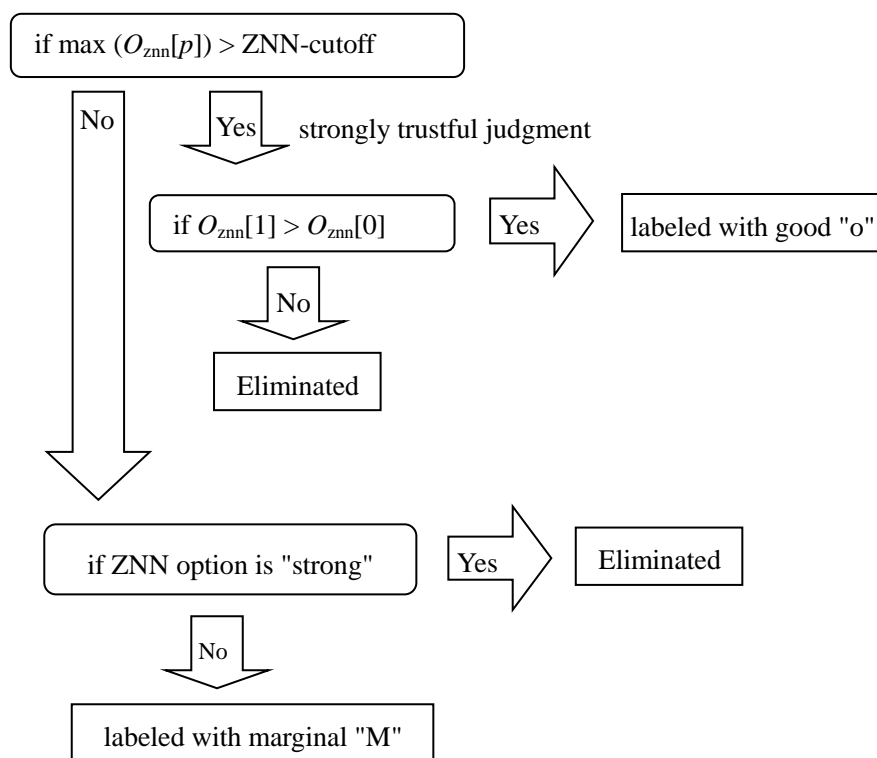 if max (Oznn[p]) > ZNN-cutoff
No
Yes
strongly trustful judgment
if Oznn[1] > Oznn[0]
Yes
labeled with good "o"
No
Eliminated
if ZNN option is "strong"
Yes
Eliminated
No
labeled with marginal "M"